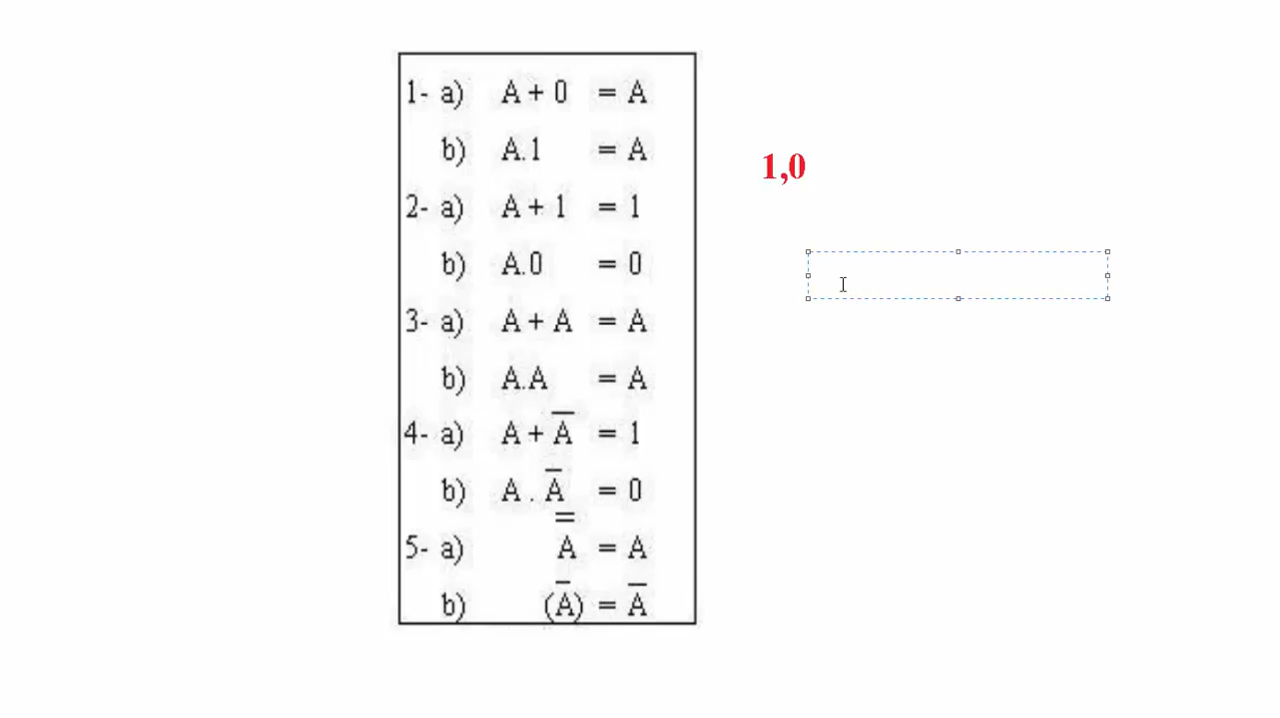 1- a) A + 0 = A
b) A.1 = A
1,0
2- a) A + 1 = 1
b) A.0 = 0
3- a) A + A = A
b) A.A = A
4- a) A + A̅ = 1
b) A . A̅ = 0
5- a) A̿ = A
b) (A̅) = A̅